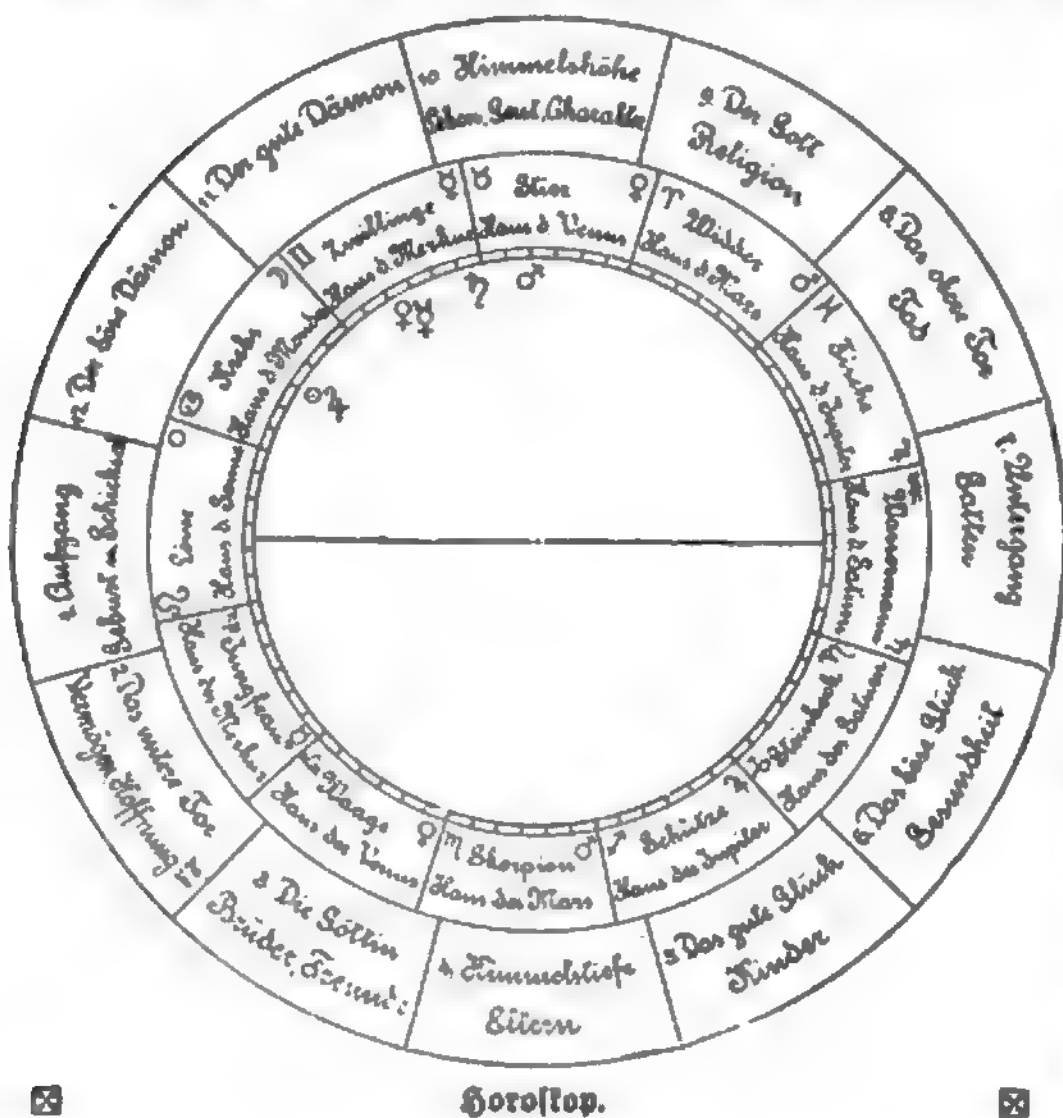 10 Himmelshöhe
Leben, Geist, Charakter
9. Der Gott
Religion
8. Das obere Tor
Tod
7. Untergang
Gatten
6. Das böse Glück
Gesundheit
5. Das gute Glück
Kinder
4. Himmelstiefe
Eltern
3. Die Göttin
Brüder, Freunde
2 Das untere Tor
Vermögen Hoffnung
1. Aufgang
Geburt Schicksal
12 Der böse Dämon
11 Der gute Dämon
♉ Stier ♀
Haus d. Venus
♈ Widder ♂
Haus d. Mars
♓ Fische ♃
Haus d. Jupiter
♒ Wassermann ♄
Haus d. Saturn
♑ Steinbock ♄
Haus des Saturn
♐ Schütze ♃
Haus des Jupiter
♏ Skorpion ♂
Haus des Mars
♎ Waage ♀
Haus der Venus
♍ Jungfrau ☿
Haus des Merkur
♌ Löwe ☉
Haus d Sonne
♋ Krebs ☽
Haus d Mondes
♊ Zwillinge ☿
Haus d. Merkur
♀ ☿ ♄ ♂
☉ ♃
Horoskop.